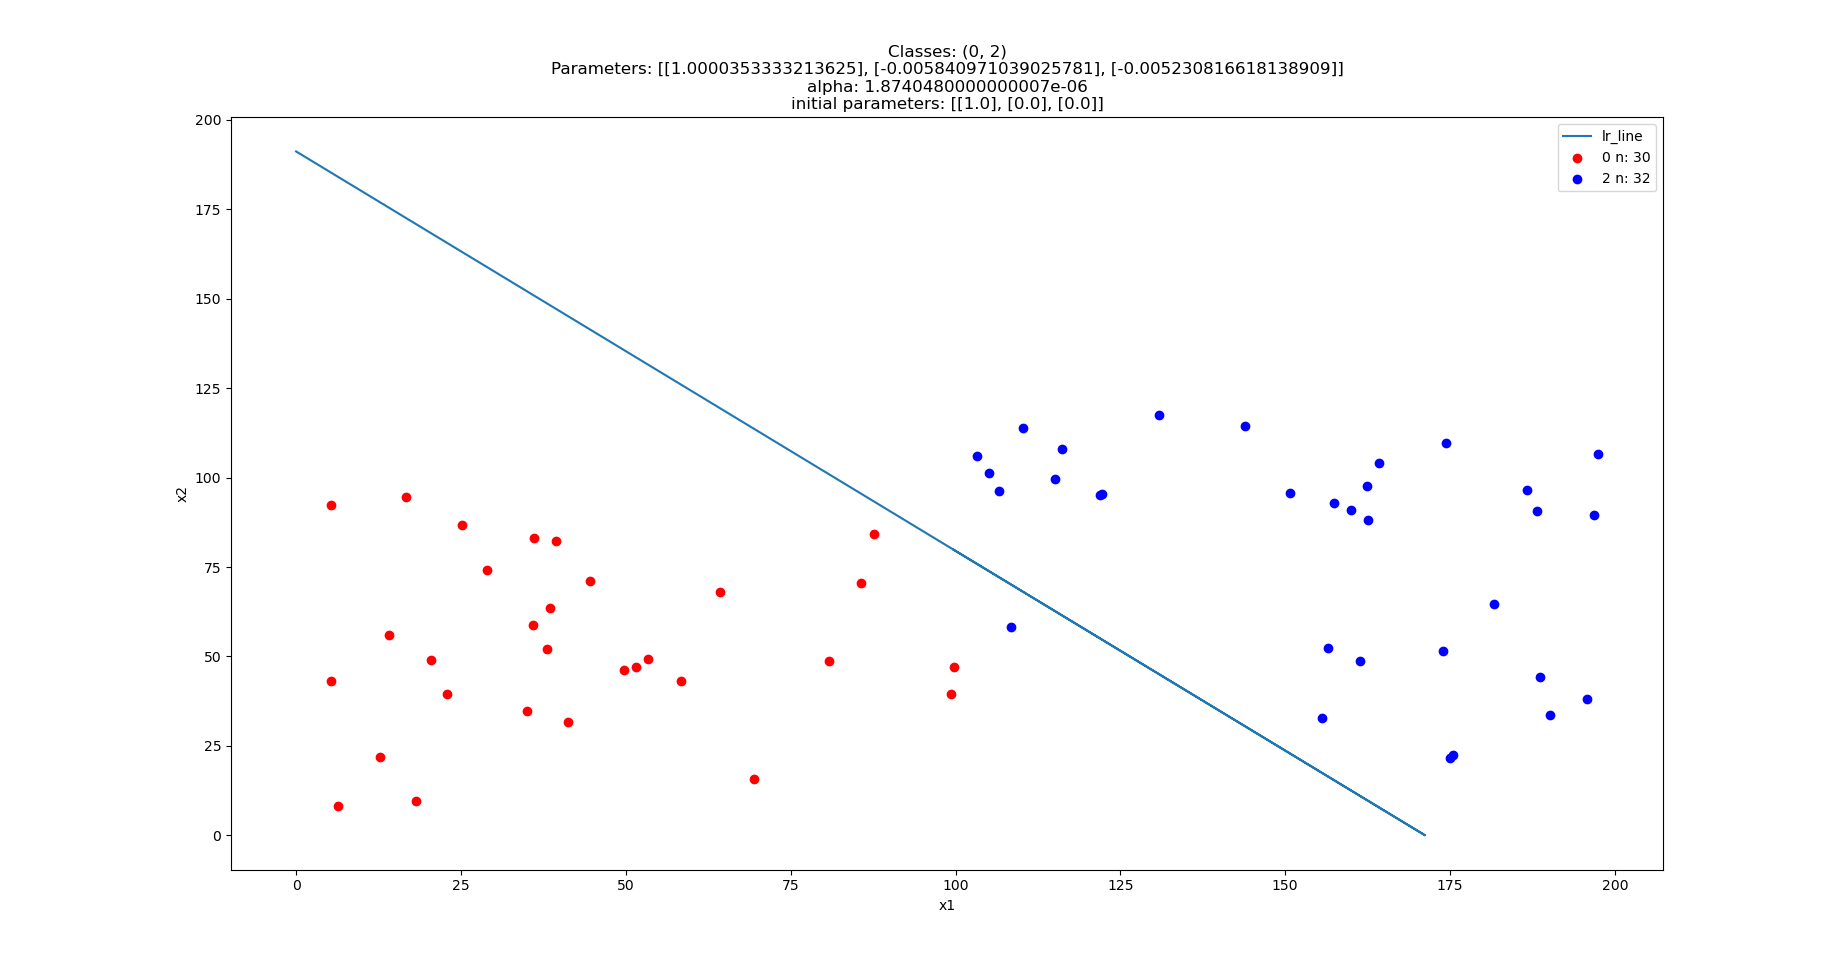 Classes: (0, 2)
Parameters: [[1.0000353333213625], [-0.005840971039025781], [-0.005230816618138909]]
alpha: 1.8740480000000007e-06
initial parameters: [[1.0], [0.0], [0.0]]
lr_line
0 n: 30
2 n: 32
200
175
150
125
100
75
50
25
0
x2
0
25
50
75
100
125
150
175
200
x1